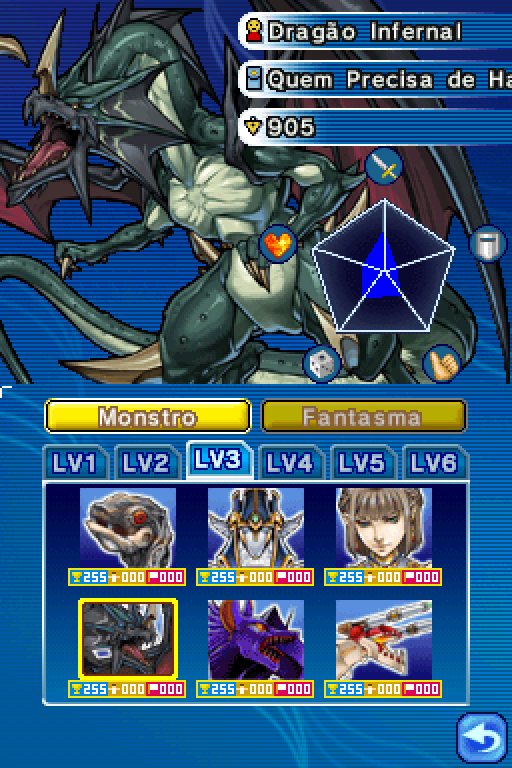 Dragão Infernal
Quem Precisa de Ha
905
Monstro Fantasma
LV1 LV2 LV3 LV4 LV5 LV6
255 000 000 255 000 000 255 000 000
255 000 000 255 000 000 255 000 000